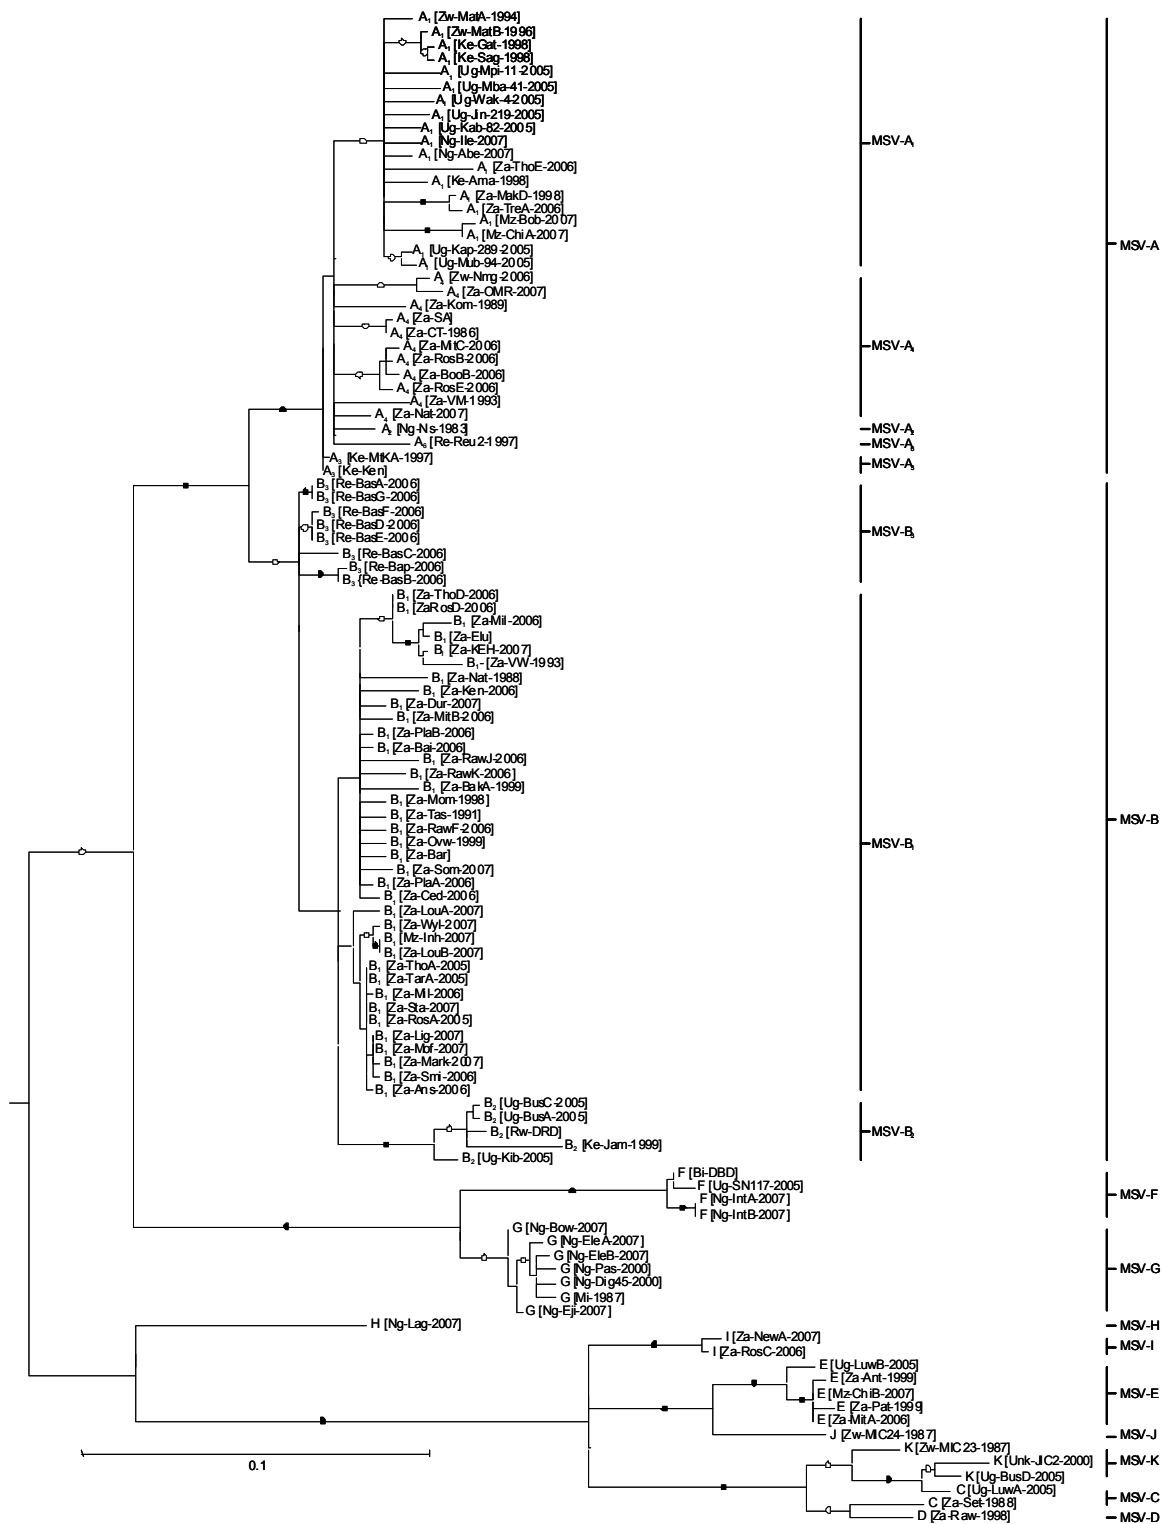 A₁ [Zw-MatA-1994]
A₁ [Zw-MatB-1996]
A₁ [Ke-Gat-1998]
A₁ [Ke-Sag-1998]
A₁ [Ug-Mpi-11-2005]
A₁ [Ug-Mba-41-2005]
A₁ [Ug-Wak-4-2005]
A₁ [Ug-Jin-219-2005]
A₁ [Ug-Kab-82-2005]
A₁ [Ng-Ile-2007]
MSV-A₁
A₁ [Ng-Abe-2007]
A₁ [Za-ThoE-2006]
A₁ [Ke-Ama-1998]
A₁ [Za-MakD-1998]
A₁ [Za-TreA-2006]
A₁ [Mz-Bob-2007]
A₁ [Mz-ChiA-2007]
MSV-A
A₁ [Ug-Kap-289-2005]
A₁ [Ug-Mub-94-2005]
A₄ [Zw-Nmg-2006]
A₄ [Za-OMR-2007]
A₄ [Za-Kom-1989]
A₄ [Za-SA]
A₄ [Za-CT-1986]
A₄ [Za-MitC-2006]
MSV-A₄
A₄ [Za-RosB-2006]
A₄ [Za-BooB-2006]
A₄ [Za-RosE-2006]
A₄ [Za-VM-1993]
A₄ [Za-Nat-2007]
A₂ [Ng-Ns-1983]
MSV-A₂
A₆ [Re-Reu2-1997]
MSV-A₆
A₃ [Ke-MtKA-1997]
MSV-A₃
A₃ [Ke-Ken]
B₃ [Re-BasA-2006]
B₃ [Re-BasG-2006]
B₃ [Re-BasF-2006]
B₃ [Re-BasD-2006]
MSV-B₃
B₃ [Re-BasE-2006]
B₃ [Re-BasC-2006]
B₃ [Re-Bap-2006]
B₃ {Re-BasB-2006]
B₁ [Za-ThoD-2006]
B₁ [ZaRosD-2006]
B₁ [Za-Mil-2006]
B₁ [Za-Elu]
B₁ [Za-KEH-2007]
B₁- [Za-VW-1993]
B₁ [Za-Nat-1988]
B₁ [Za-Ken-2006]
B₁ [Za-Dur-2007]
B₁ [Za-MitB-2006]
B₁ [Za-PlaB-2006]
B₁ [Za-Bai-2006]
B₁ [Za-RawJ-2006]
B₁ [Za-RawK-2006]
B₁ [Za-BakA-1999]
B₁ [Za-Mom-1998]
B₁ [Za-Tas-1991]
MSV-B
B₁ [Za-RawF-2006]
B₁ [Za-Ovw-1999]
MSV-B₁
B₁ [Za-Bar]
B₁ [Za-Som-2007]
B₁ [Za-PlaA-2006]
B₁ [Za-Ced-2006]
B₁ [Za-LouA-2007]
B₁ [Za-Wyl-2007]
B₁ [Mz-Inh-2007]
B₁ [Za-LouB-2007]
B₁ [Za-ThoA-2005]
B₁ [Za-TarA-2005]
B₁ [Za-Mil-2006]
B₁ [Za-Sta-2007]
B₁ [Za-RosA-2005]
B₁ [Za-Lig-2007]
B₁ [Za-Mof-2007]
B₁ [Za-Mark-2007]
B₁ [Za-Smi-2006]
B₁ [Za-Ans-2006]
B₂ [Ug-BusC-2005]
B₂ [Ug-BusA-2005]
B₂ [Rw-DRD]
MSV-B₂
B₂ [Ke-Jam-1999]
B₂ [Ug-Kib-2005]
F [Bi-DBD]
F [Ug-SN117-2005]
MSV-F
F [Ng-IntA-2007]
F [Ng-IntB-2007]
G [Ng-Bow-2007]
G [Ng-EleA-2007]
G [Ng-EleB-2007]
G [Ng-Pas-2000]
MSV-G
G [Ng-Dig45-2000]
G [Ml-1987]
G [Ng-Eji-2007]
H [Ng-Lag-2007]
MSV-H
I [Za-NewA-2007]
MSV-I
I [Za-RosC-2006]
E [Ug-LuwB-2005]
E [Za-Ant-1999]
E [Mz-ChiB-2007]
MSV-E
E [Za-Pat-1999]
E [Za-MitA-2006]
J [Zw-MIC24-1987]
MSV-J
K [Zw-MIC23-1987]
K [Unk-JIC2-2000]
MSV-K
0.1
K [Ug-BusD-2005]
C [Ug-LuwA-2005]
MSV-C
C [Za-Set-1988]
D [Za-Raw-1998]
MSV-D